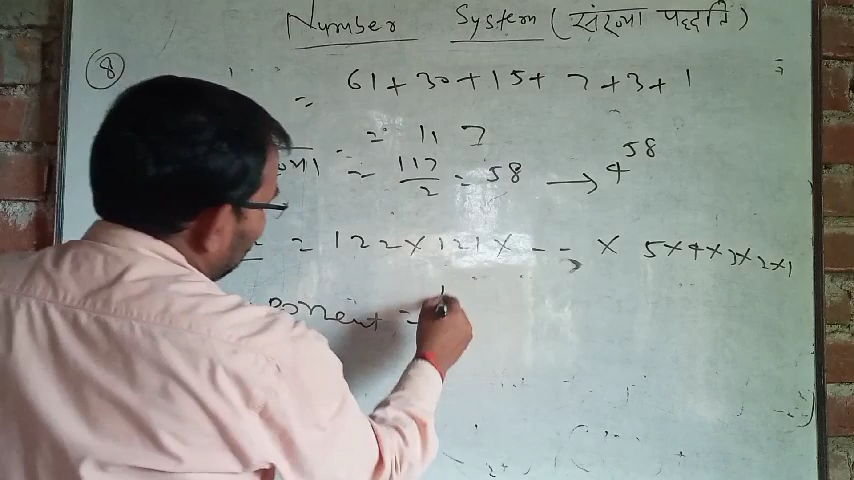 Number System (संख्या पद्धति)
8
= 61 + 30 + 15 + 7 + 3 + 1
= 117
= 117/2 = 58 → 4^58
= 122 × 121 × - - × 5×4×3×2×1
ponent =